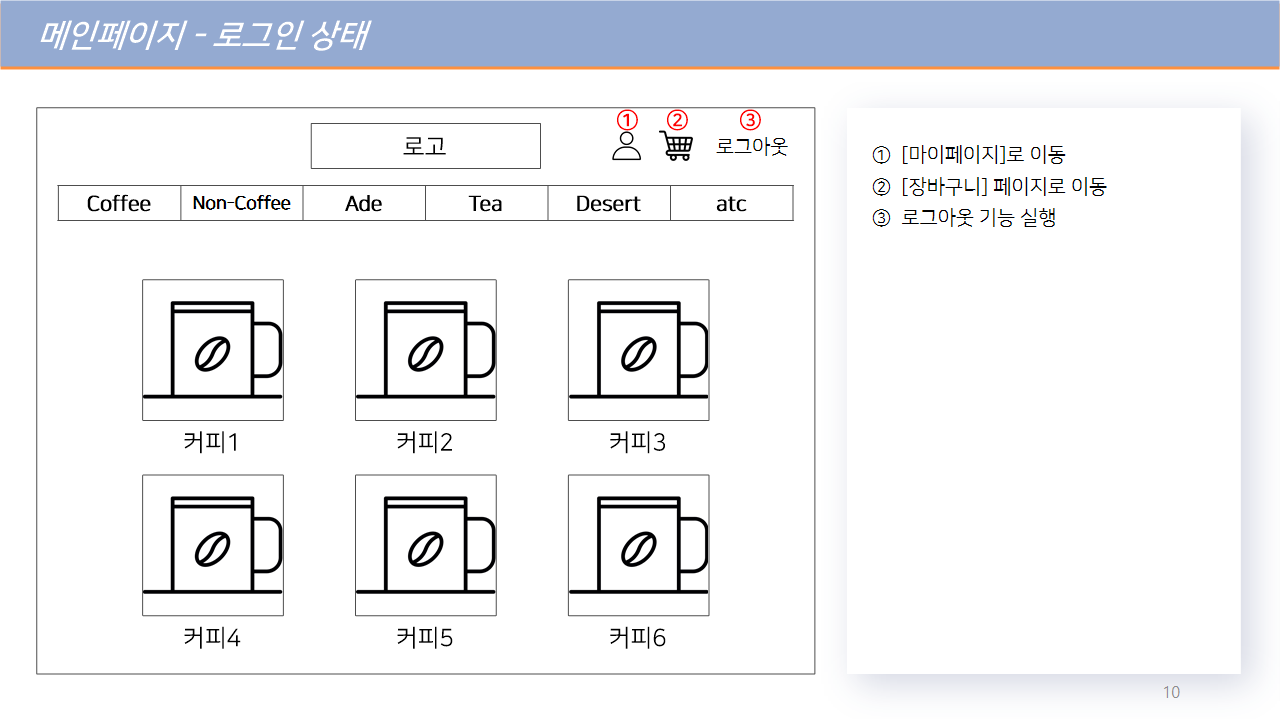 메인페이지 - 로그인 상태
① ② ③
로고 로그아웃
Coffee Non-Coffee Ade Tea Desert atc
커피1 커피2 커피3
커피4 커피5 커피6
① [마이페이지]로 이동
② [장바구니] 페이지로 이동
③ 로그아웃 기능 실행
10